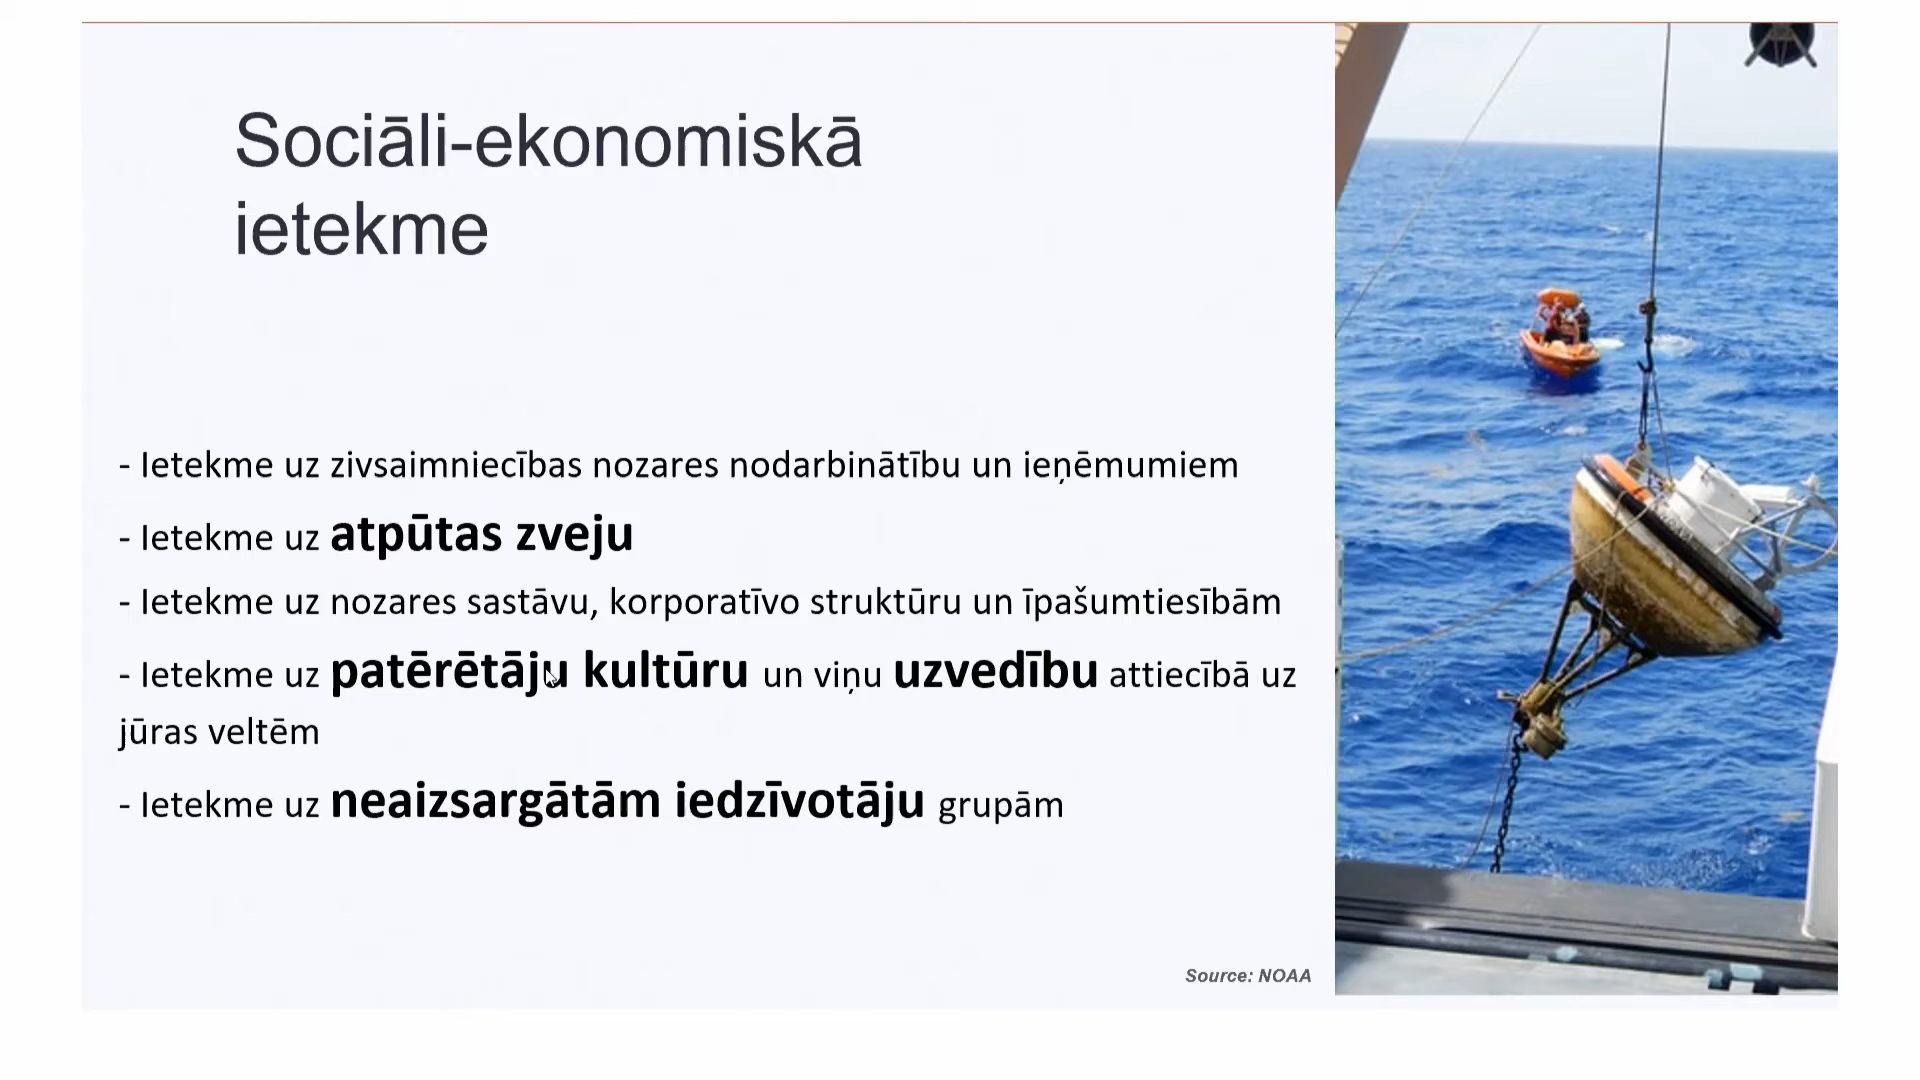 Sociāli-ekonomiskā
ietekme
- Ietekme uz zivsaimniecības nozares nodarbinātību un ieņēmumiem
- Ietekme uz atpūtas zveju
- Ietekme uz nozares sastāvu, korporatīvo struktūru un īpašumtiesībām
- Ietekme uz patērētāju kultūru un viņu uzvedību attiecībā uz
jūras veltēm
- Ietekme uz neaizsargātām iedzīvotāju grupām
Source: NOAA